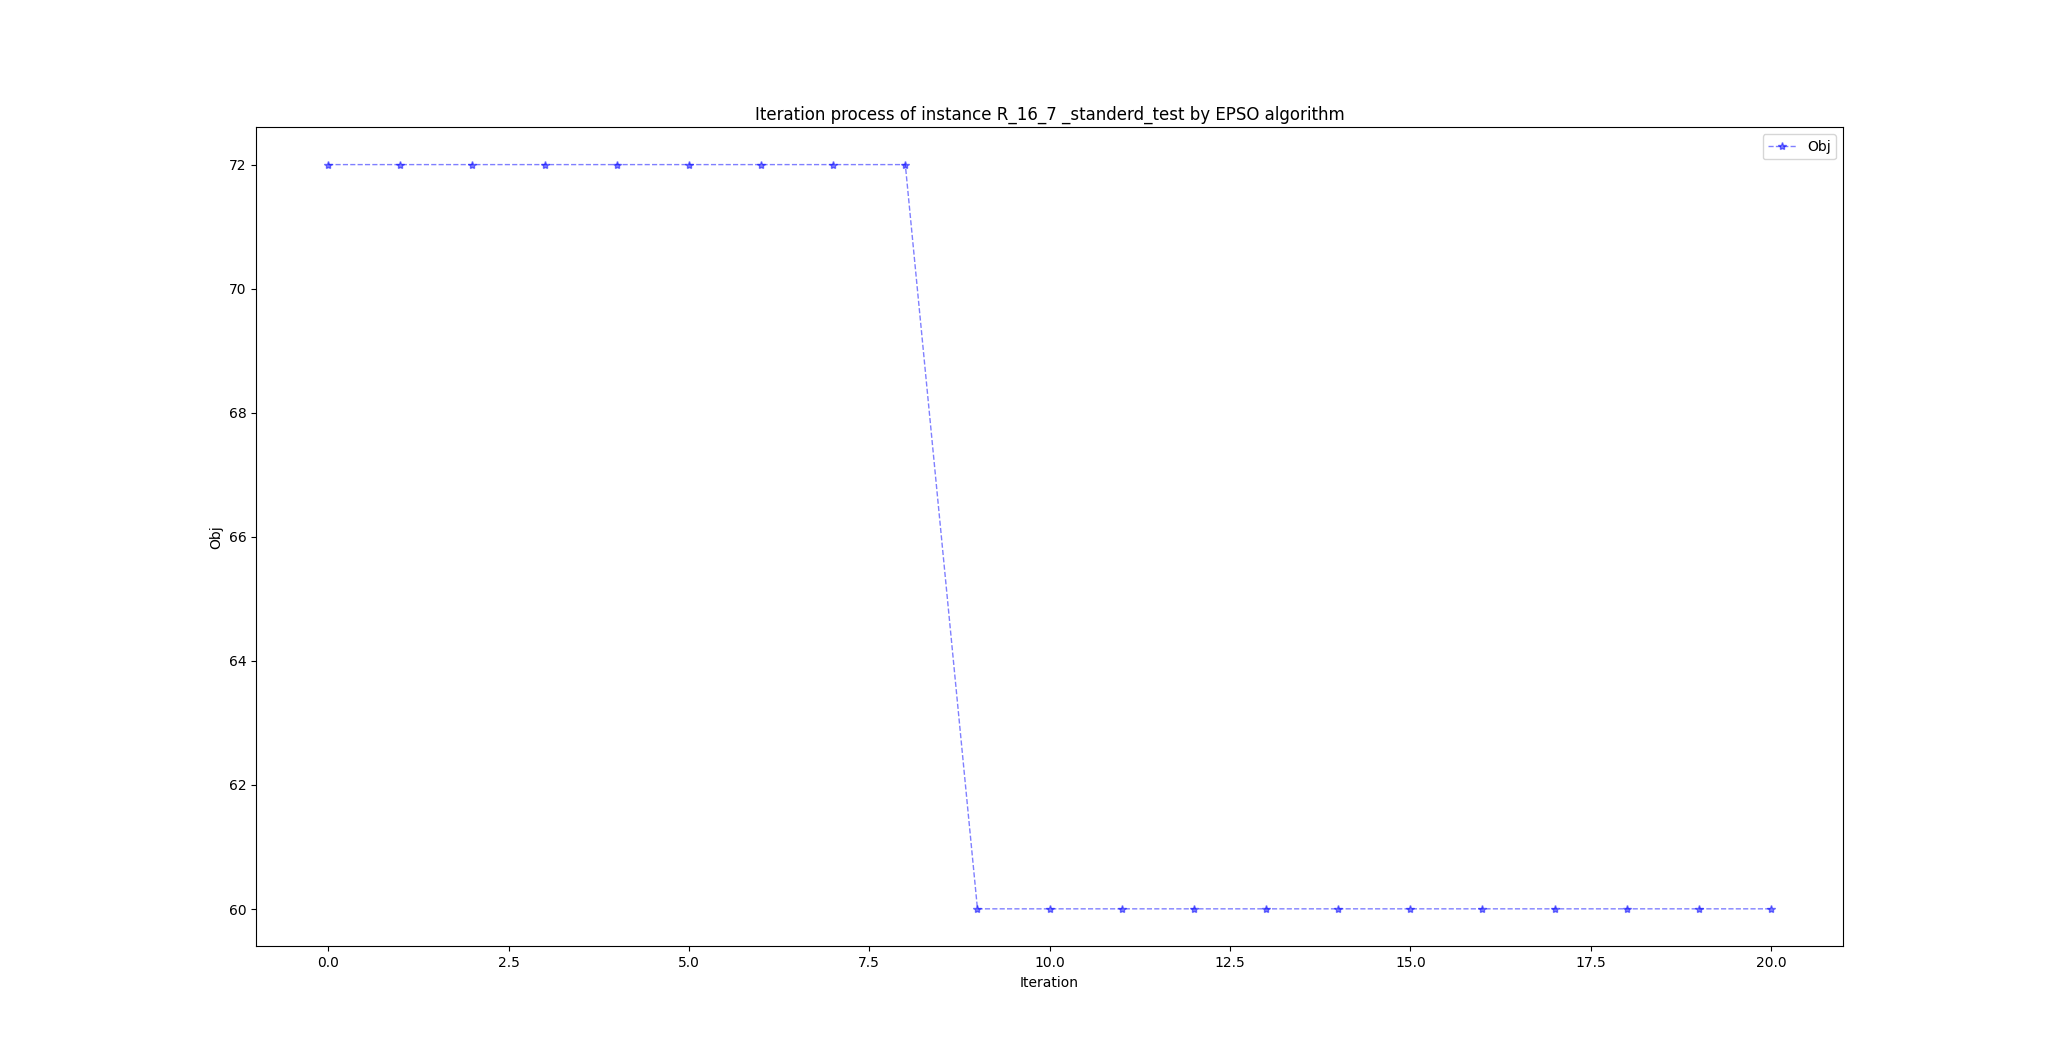 Iteration process of instance R_16_7 _standerd_test by EPSO algorithm
Obj
72
70
68
66
64
62
60
Obj
0.0 2.5 5.0 7.5 10.0 12.5 15.0 17.5 20.0
Iteration